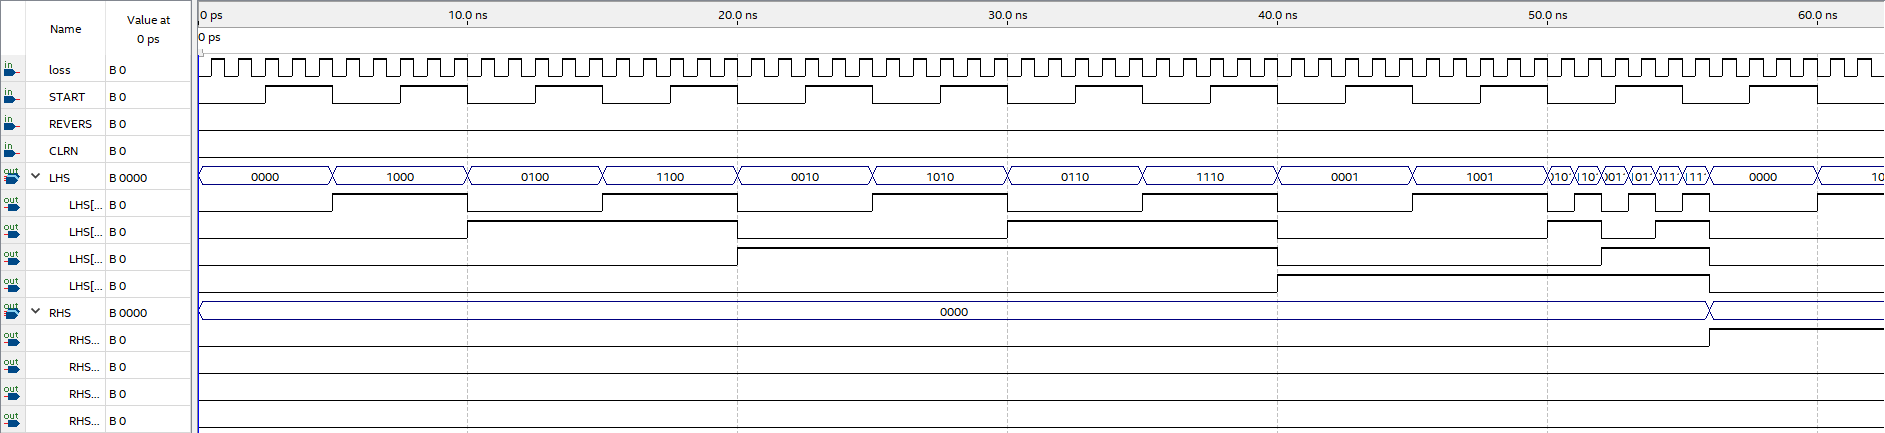 Name
Value at
0 ps
0 ps
10.0 ns
20.0 ns
30.0 ns
40.0 ns
50.0 ns
60.0 ns
0 ps
in
loss
B 0
in
START
B 0
in
REVERS
B 0
in
CLRN
B 0
out
LHS
B 0000
0000
1000
0100
1100
0010
1010
0110
1110
0001
1001
0000
10
out
LHS[...
B 0
out
LHS[...
B 0
out
LHS[...
B 0
out
LHS[...
B 0
out
RHS
B 0000
0000
out
RHS...
B 0
out
RHS...
B 0
out
RHS...
B 0
out
RHS...
B 0